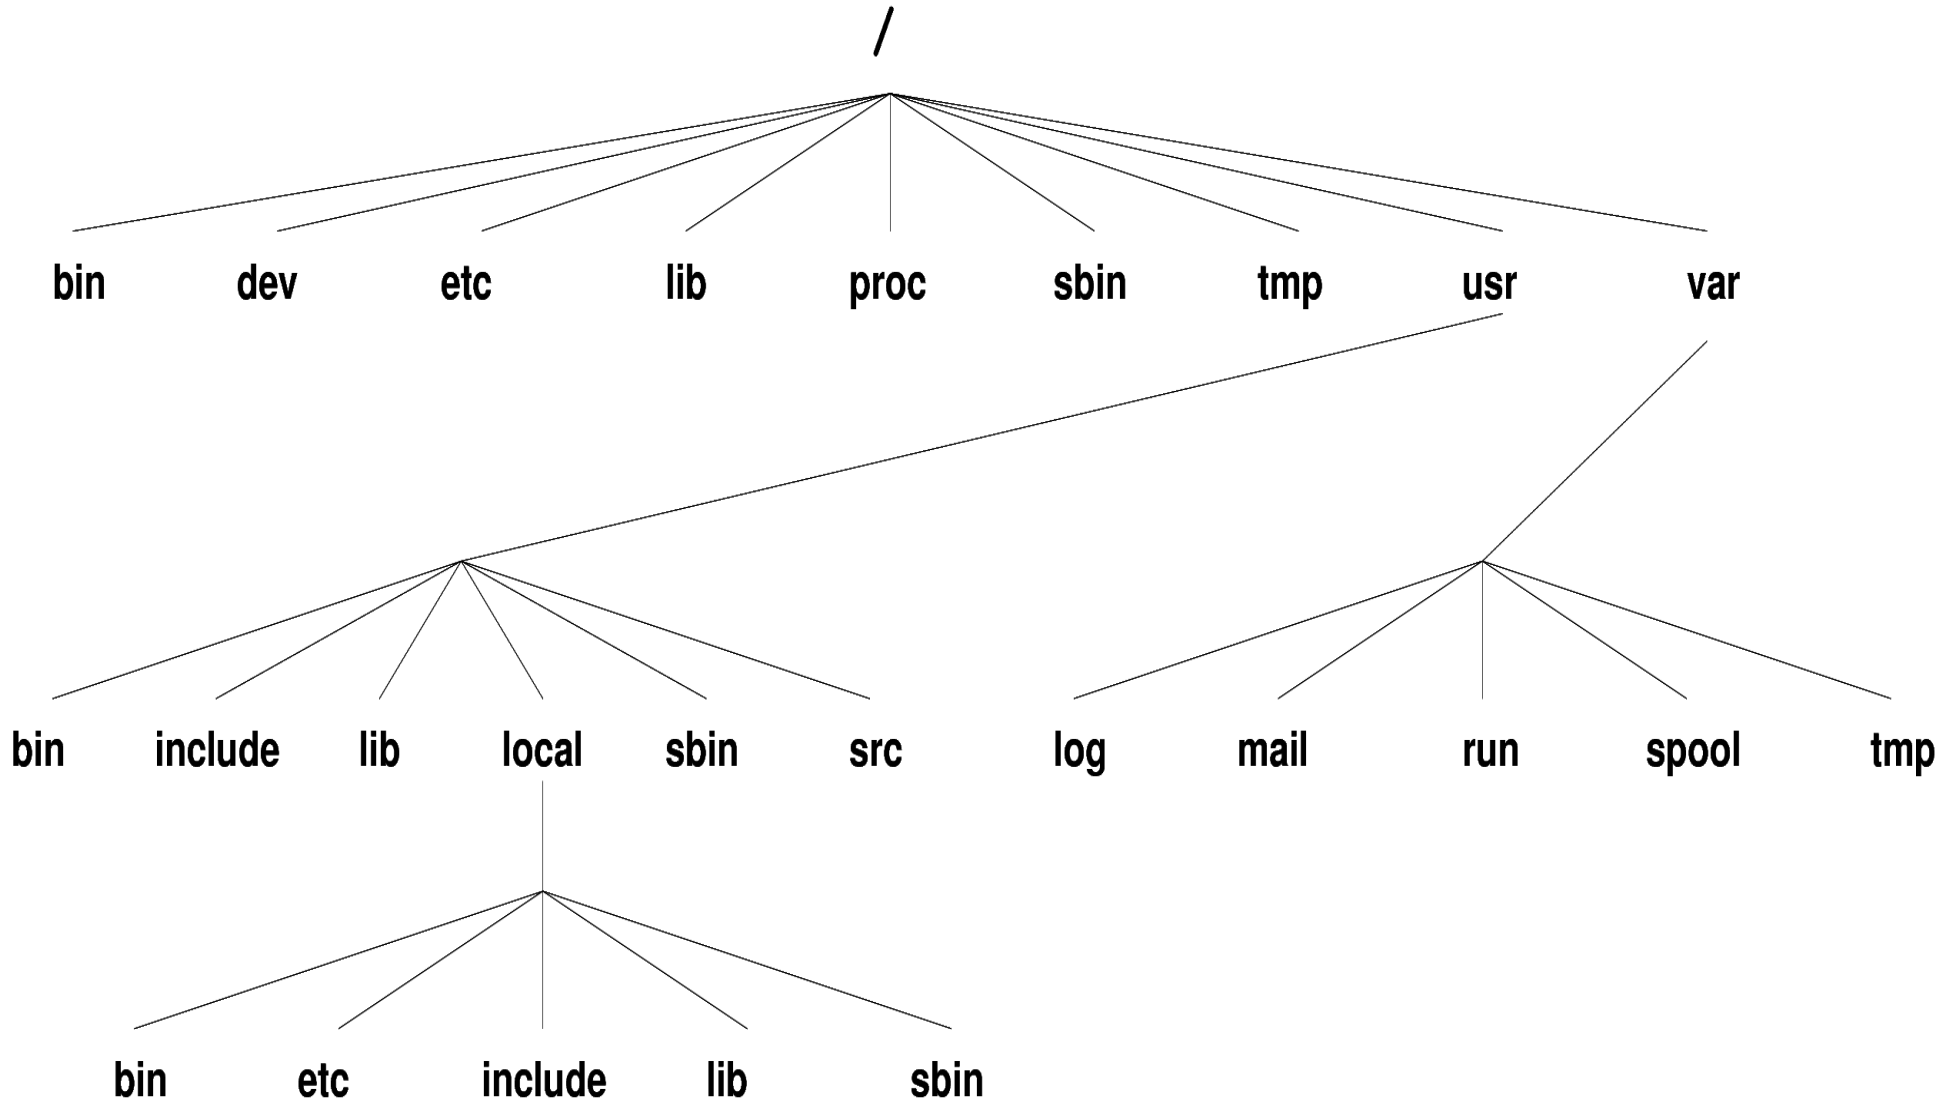 /
bin dev etc lib proc sbin tmp usr var
bin include lib local sbin src log mail run spool tmp
bin etc include lib sbin